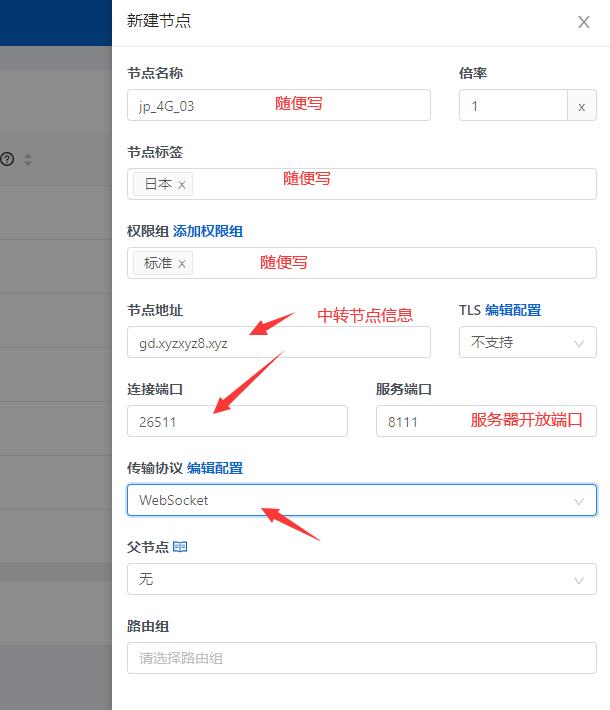 新建节点
节点名称 倍率
jp_4G_03 随便写 1 x
节点标签
日本 x 随便写
权限组 添加权限组
标准 x 随便写
节点地址 中转节点信息 TLS 编辑配置
gd.xyzxyz8.xyz 不支持
连接端口 服务端口
26511 8111 服务器开放端口
传输协议 编辑配置
WebSocket
父节点
无
路由组
请选择路由组